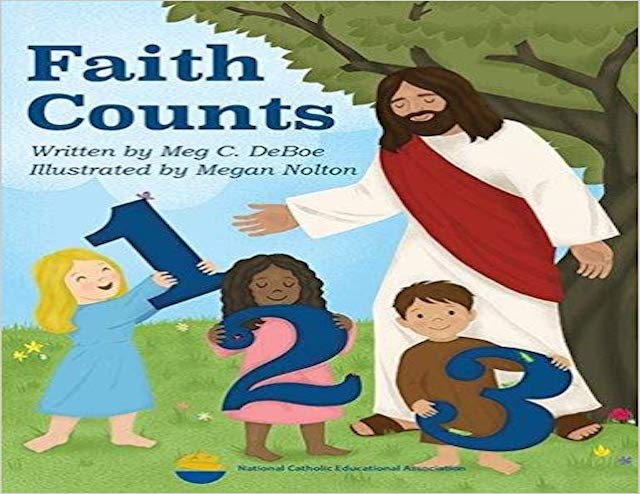 Faith
Counts
Written by Meg C. DeBoe
Illustrated by Megan Nolton
1
2
3
National Catholic Educational Association